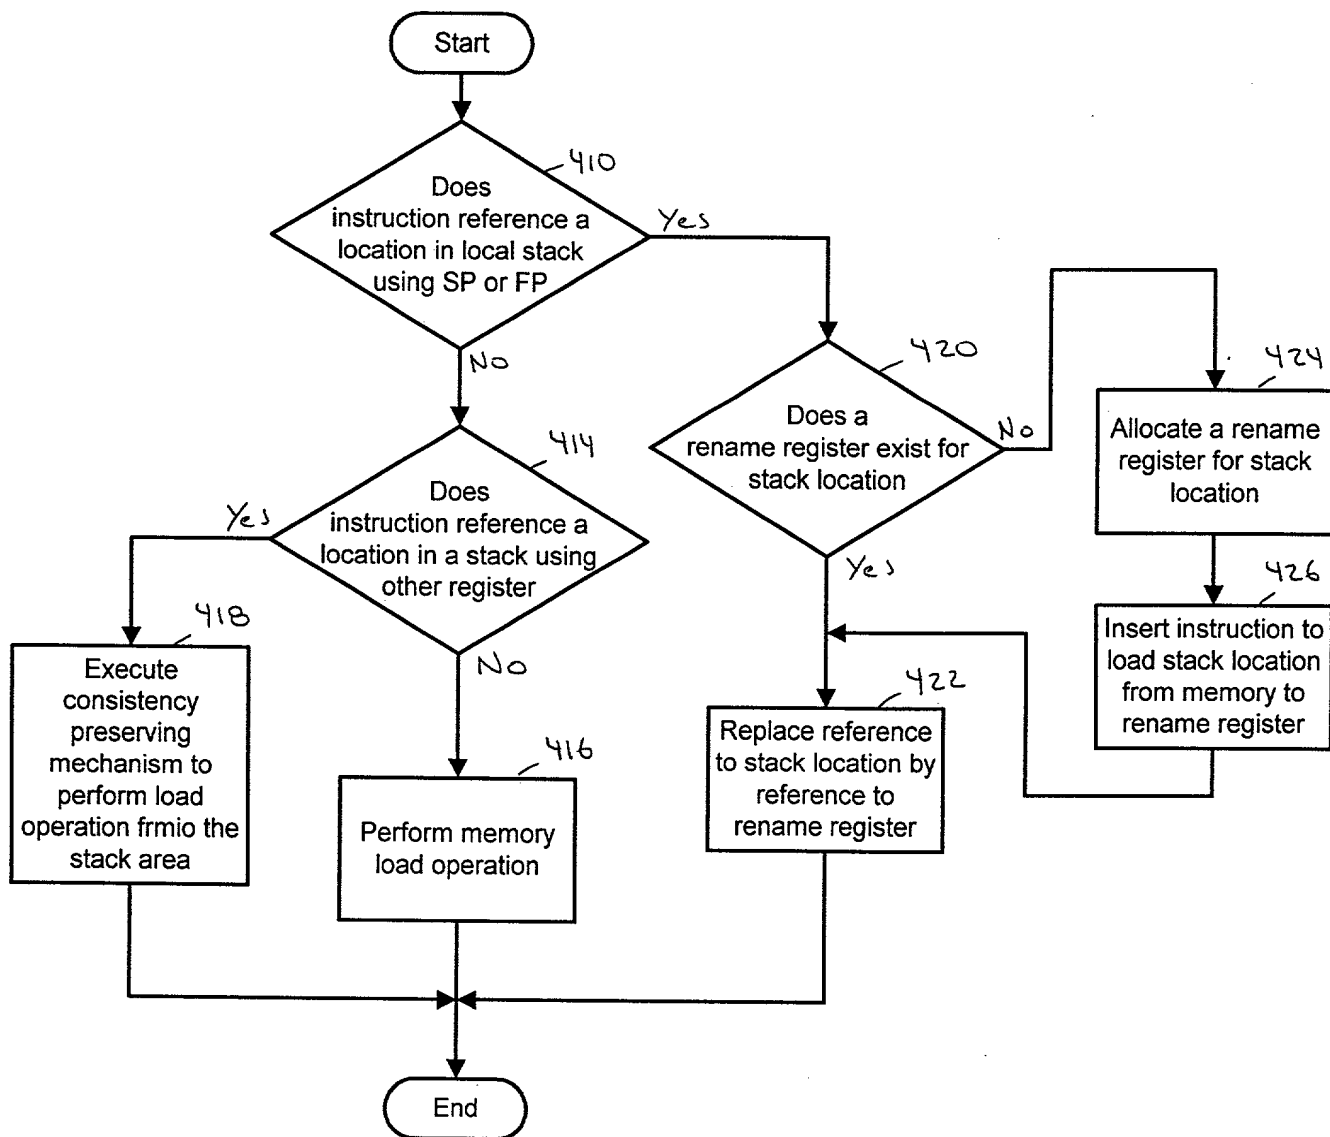 Start
410
Does
instruction reference a
location in local stack
using SP or FP
Yes
No
420
Does a
rename register exist for
stack location
No
Yes
424
Allocate a rename
register for stack
location
426
Insert instruction to
load stack location
from memory to
rename register
414
Does
instruction reference a
location in a stack using
other register
Yes
No
418
Execute
consistency
preserving
mechanism to
perform load
operation frmio the
stack area
416
Perform memory
load operation
422
Replace reference
to stack location by
reference to
rename register
End